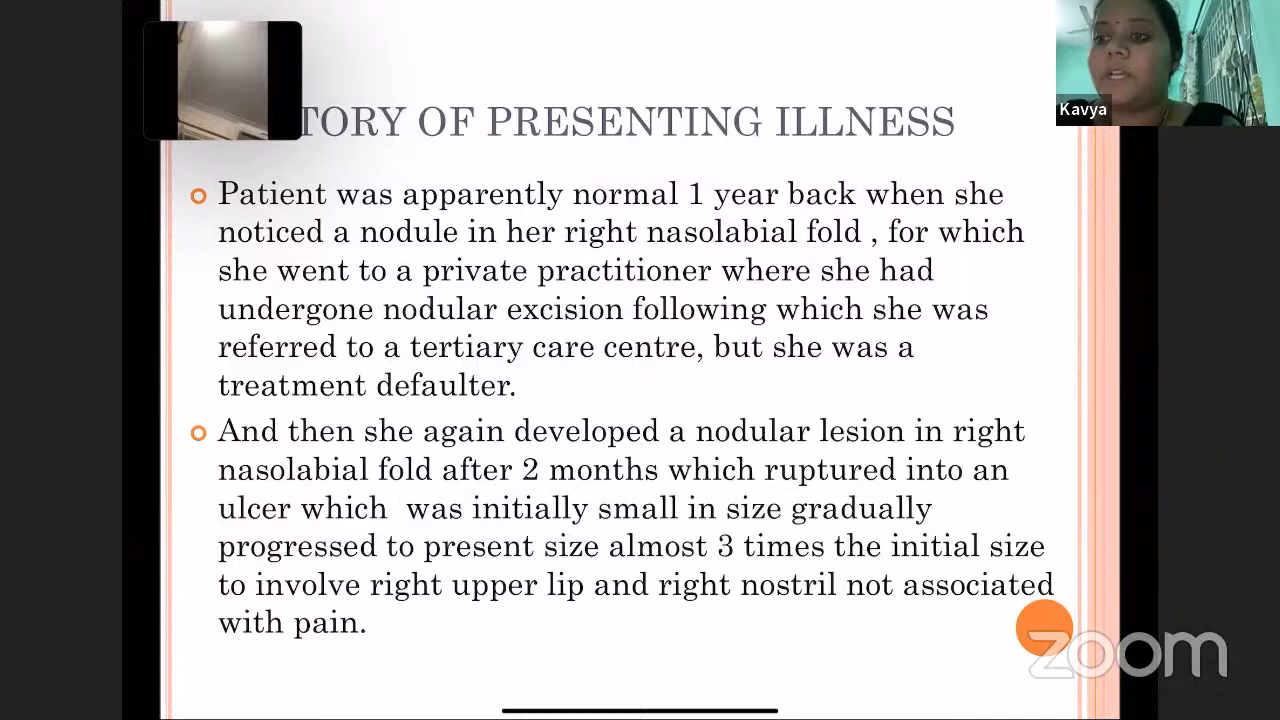 TORY OF PRESENTING ILLNESS
Kavya
Patient was apparently normal 1 year back when she
noticed a nodule in her right nasolabial fold , for which
she went to a private practitioner where she had
undergone nodular excision following which she was
referred to a tertiary care centre, but she was a
treatment defaulter.
And then she again developed a nodular lesion in right
nasolabial fold after 2 months which ruptured into an
ulcer which was initially small in size gradually
progressed to present size almost 3 times the initial size
to involve right upper lip and right nostril not associated
with pain.
zoom